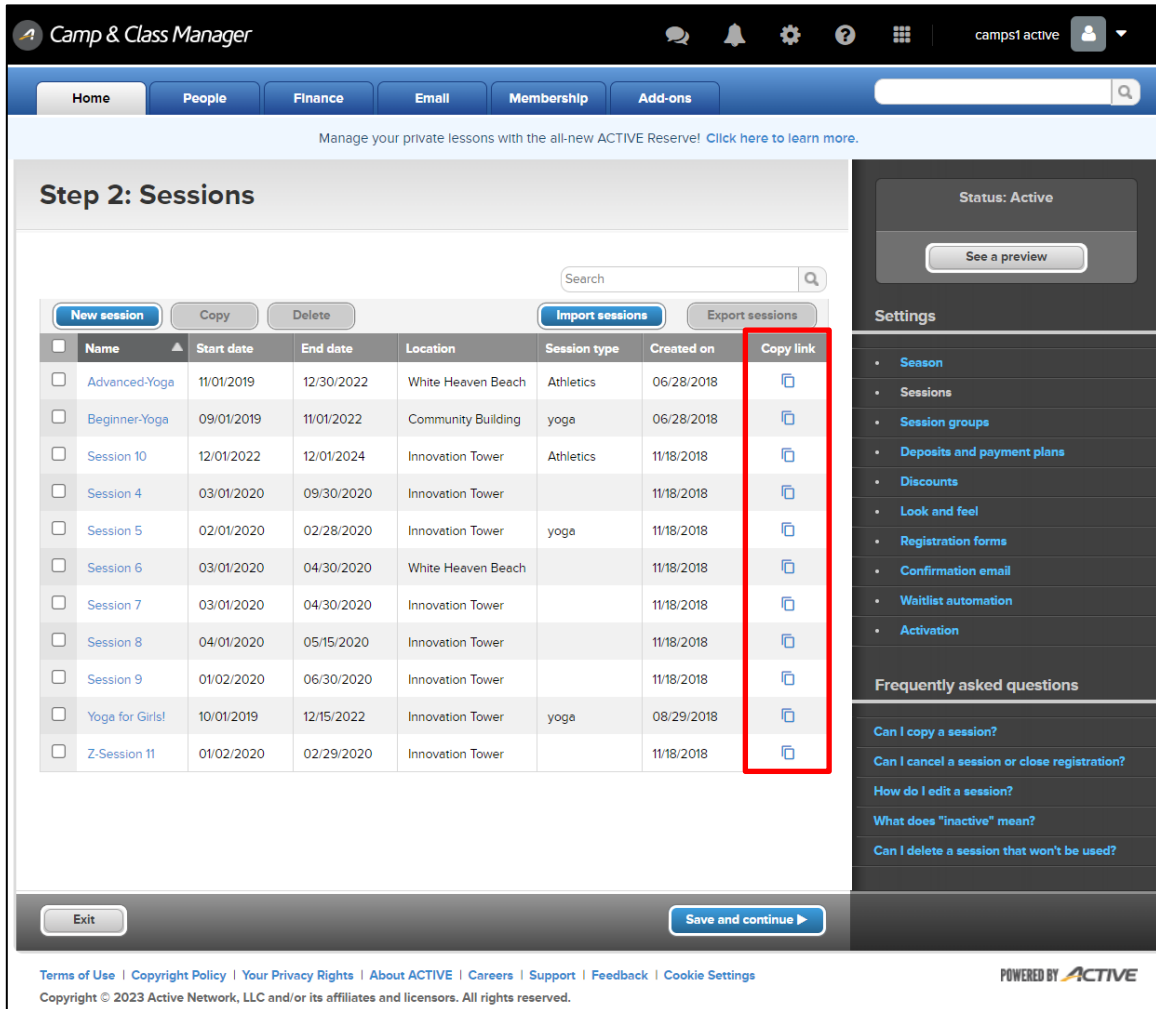 Camp & Class Manager
camps1 active
Home People Finance Email Membership Add-ons
Manage your private lessons with the all-new ACTIVE Reserve! Click here to learn more.
Step 2: Sessions
Status: Active
See a preview
Search
New session Copy Delete Import sessions Export sessions
Name Start date End date Location Session type Created on Copy link
Advanced-Yoga 11/01/2019 12/30/2022 White Heaven Beach Athletics 06/28/2018
Beginner-Yoga 09/01/2019 11/01/2022 Community Building yoga 06/28/2018
Session 10 12/01/2022 12/01/2024 Innovation Tower Athletics 11/18/2018
Session 4 03/01/2020 09/30/2020 Innovation Tower 11/18/2018
Session 5 02/01/2020 02/28/2020 Innovation Tower yoga 11/18/2018
Session 6 03/01/2020 04/30/2020 White Heaven Beach 11/18/2018
Session 7 03/01/2020 04/30/2020 Innovation Tower 11/18/2018
Session 8 04/01/2020 05/15/2020 Innovation Tower 11/18/2018
Session 9 01/02/2020 06/30/2020 Innovation Tower 11/18/2018
Yoga for Girls! 10/01/2019 12/15/2022 Innovation Tower yoga 08/29/2018
Z-Session 11 01/02/2020 02/29/2020 Innovation Tower 11/18/2018
Settings
• Season
• Sessions
• Session groups
• Deposits and payment plans
• Discounts
• Look and feel
• Registration forms
• Confirmation email
• Waitlist automation
• Activation
Frequently asked questions
Can I copy a session?
Can I cancel a session or close registration?
How do I edit a session?
What does "inactive" mean?
Can I delete a session that won't be used?
Exit Save and continue
Terms of Use | Copyright Policy | Your Privacy Rights | About ACTIVE | Careers | Support | Feedback | Cookie Settings
POWERED BY ACTIVE
Copyright © 2023 Active Network, LLC and/or its affiliates and licensors. All rights reserved.